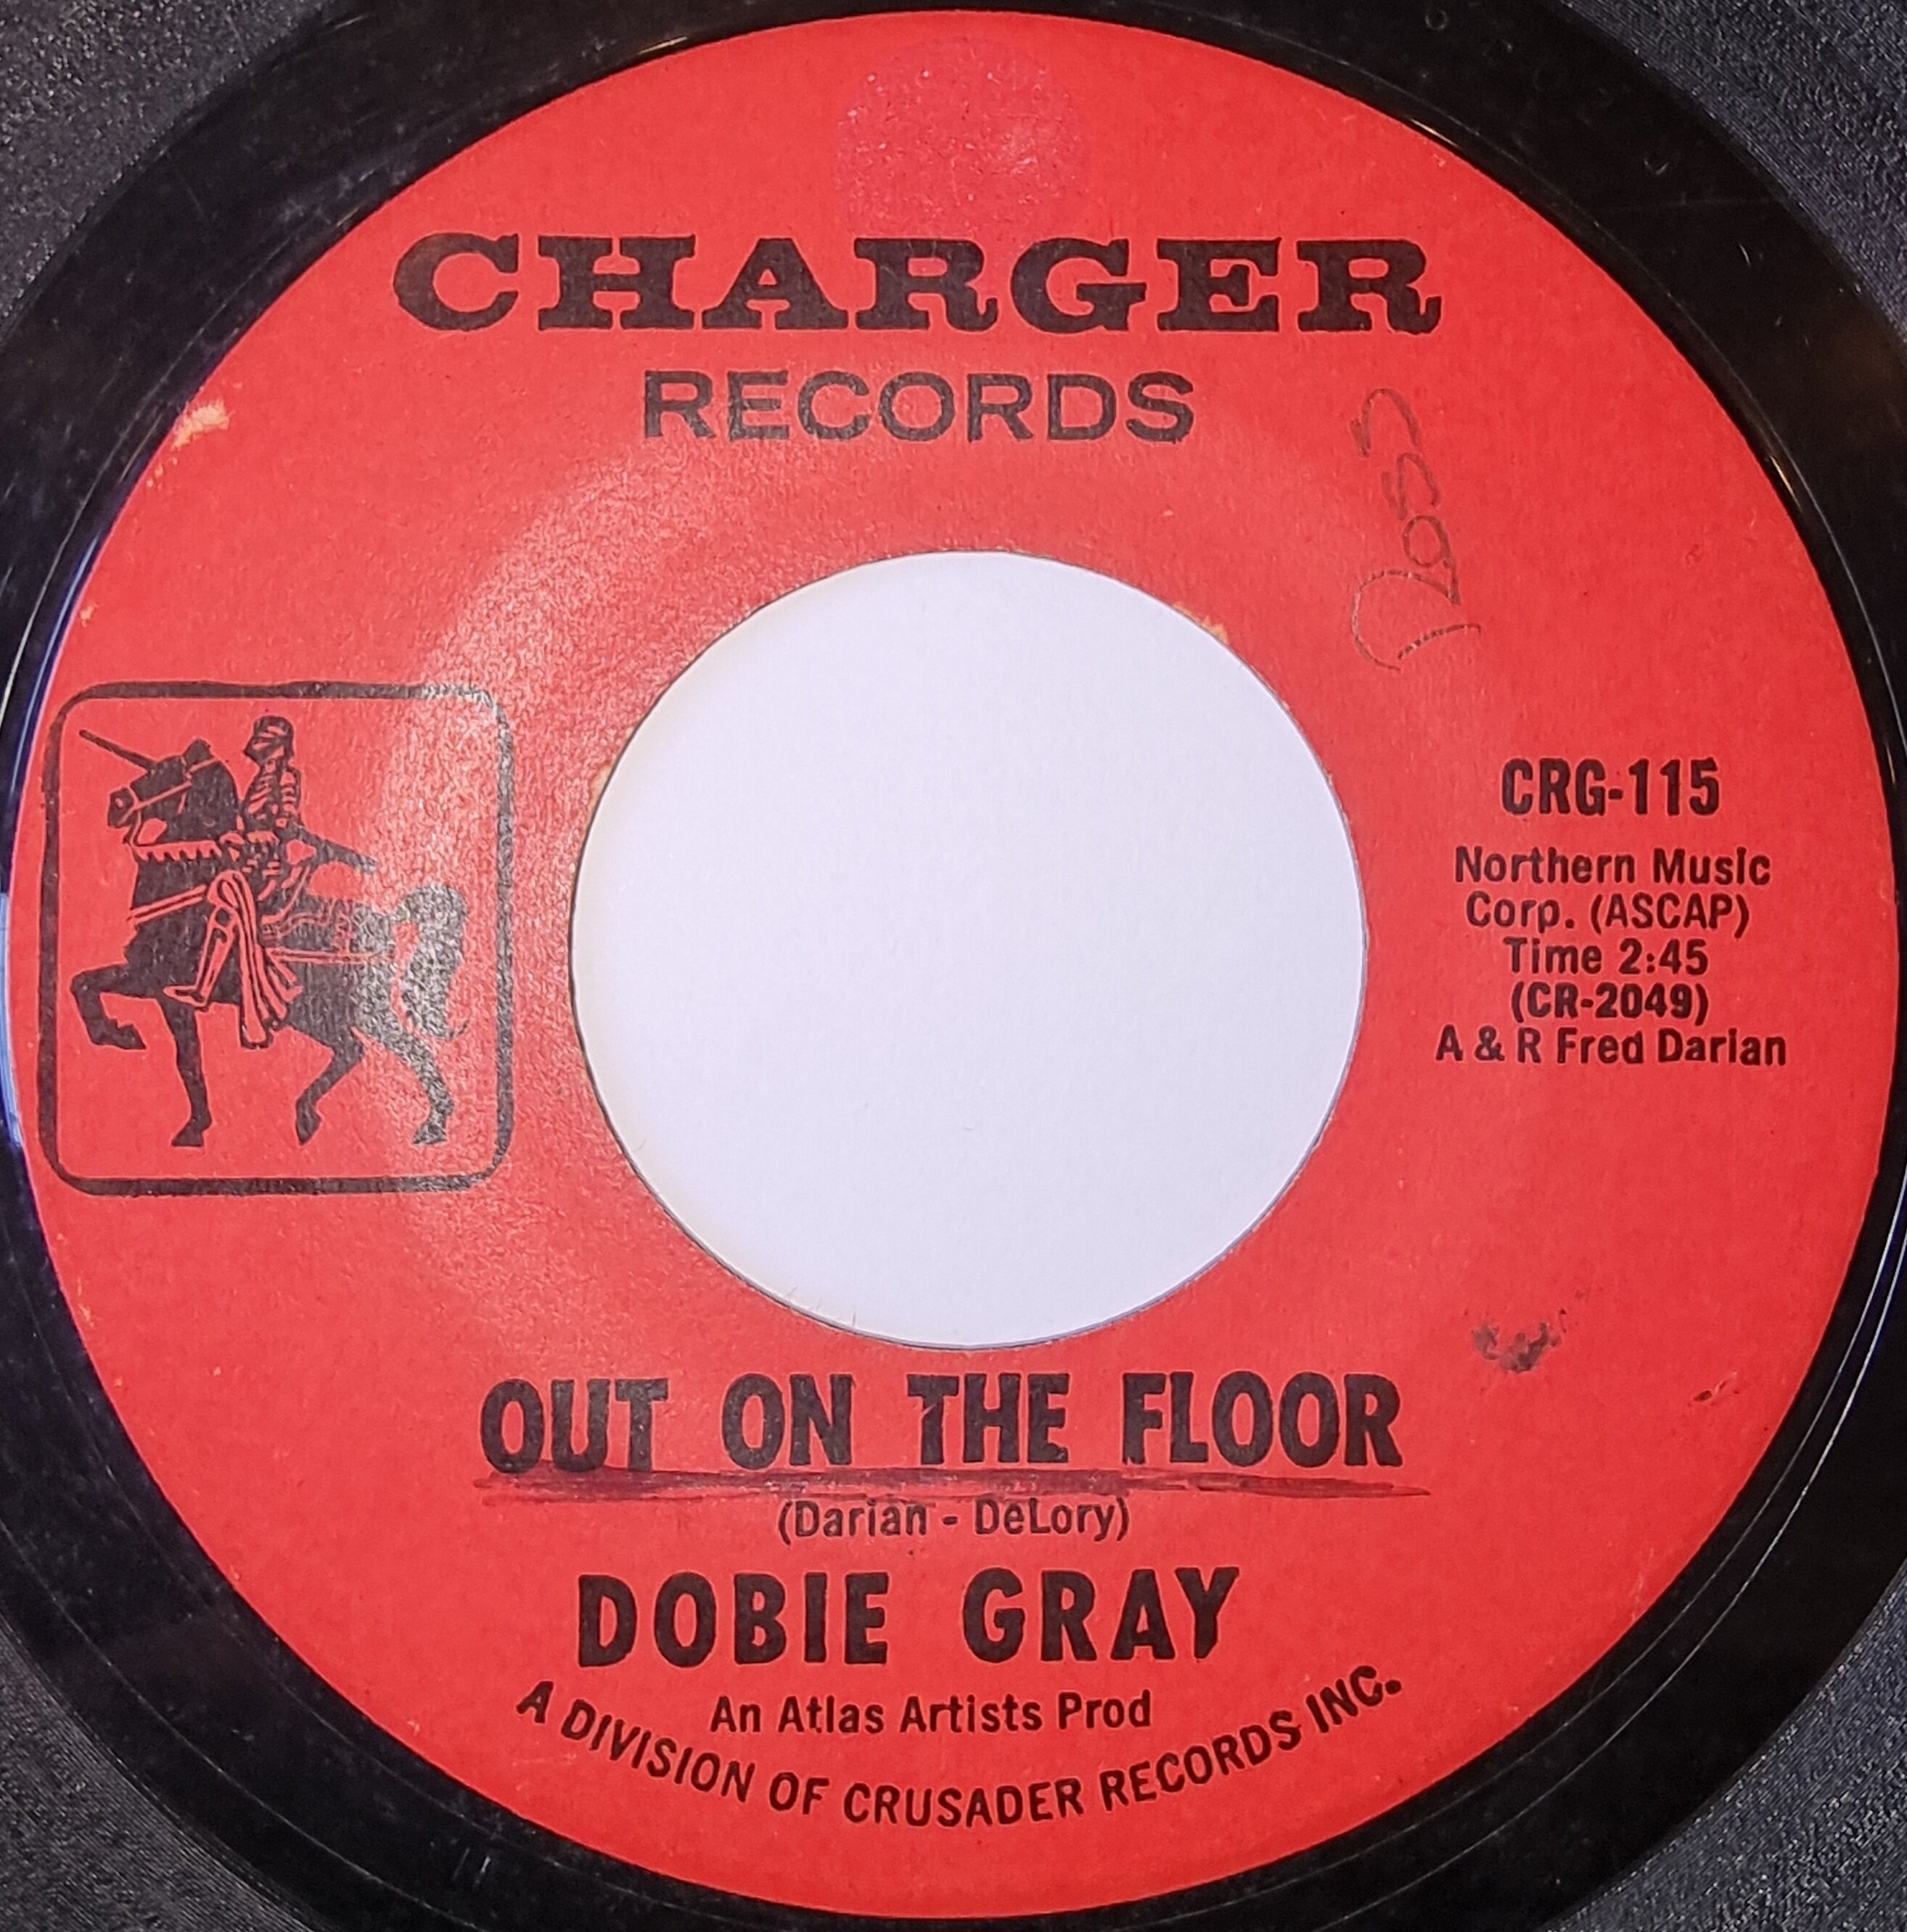 CHARGER
RECORDS
Ross
CRG-115
Northern Music
Corp. (ASCAP)
Time 2:45
(CR-2049)
A & R Fred Darian
OUT ON THE FLOOR
(Darian - DeLory)
DOBIE GRAY
An Atlas Artists Prod
A DIVISION OF CRUSADER RECORDS INC.